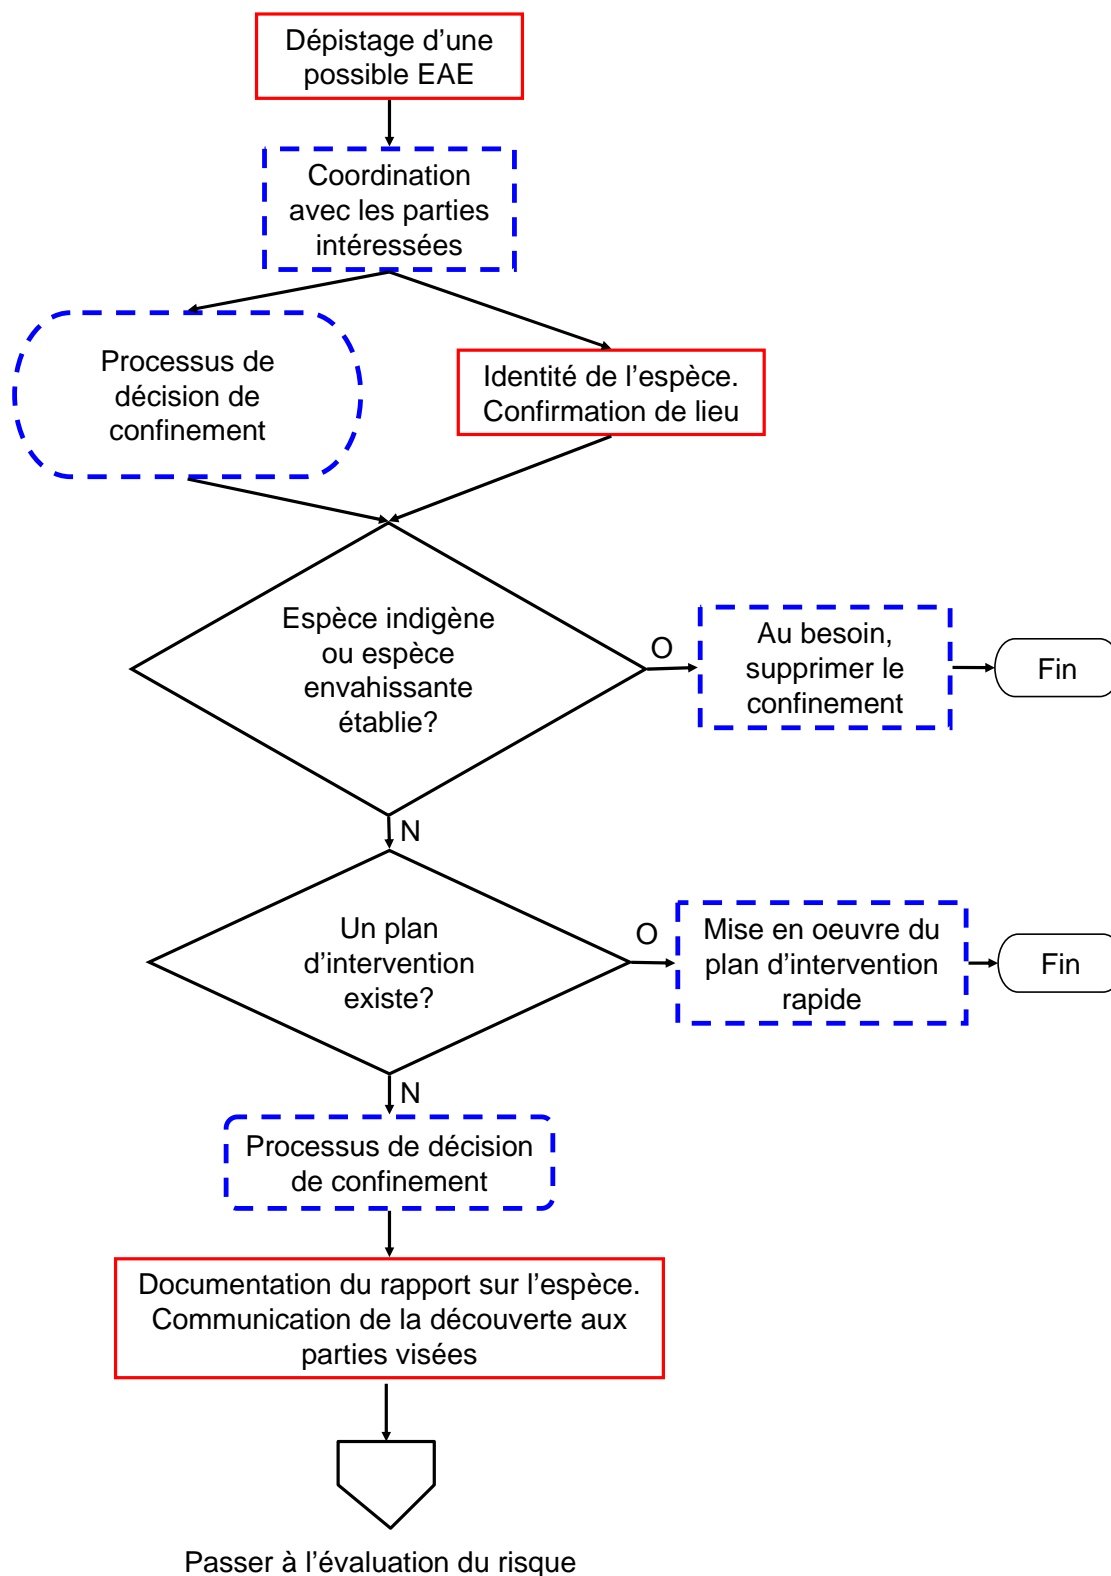 Dépistage d’une
possible EAE
Coordination
avec les parties
intéressées
Processus de
décision de
confinement
Identité de l’espèce.
Confirmation de lieu
Espèce indigène
ou espèce
envahissante
établie?
O
Au besoin,
supprimer le
confinement
Fin
N
Un plan
d’intervention
existe?
O
Mise en oeuvre du
plan d’intervention
rapide
Fin
N
Processus de décision
de confinement
Documentation du rapport sur l’espèce.
Communication de la découverte aux
parties visées
Passer à l’évaluation du risque